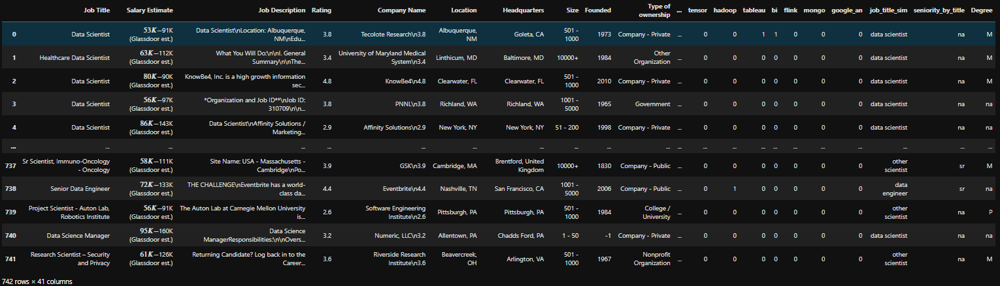 Job Title Salary Estimate Job Description Rating Company Name Location Headquarters Size Founded Type of ownership ... tensor hadoop tableau bi flink mongo google_an job_title_sim seniority_by_title Degree
0 Data Scientist 53K−91K (Glassdoor est.) Data Scientist\nLocation: Albuquerque, NM\nEdu... 3.8 Tecolote Research\n3.8 Albuquerque, NM Goleta, CA 501 - 1000 1973 Company - Private ... 0 0 1 1 0 0 0 data scientist na M
1 Healthcare Data Scientist 63K−112K (Glassdoor est.) What You Will Do:\n\nI. General Summary\n\nThe... 3.4 University of Maryland Medical System\n3.4 Linthicum, MD Baltimore, MD 10000+ 1984 Other Organization ... 0 0 0 0 0 0 0 data scientist na M
2 Data Scientist 80K−90K (Glassdoor est.) KnowBe4, Inc. is a high growth information sec... 4.8 KnowBe4\n4.8 Clearwater, FL Clearwater, FL 501 - 1000 2010 Company - Private ... 0 0 0 0 0 0 0 data scientist na M
3 Data Scientist 56K−97K (Glassdoor est.) *Organization and Job ID**\nJob ID: 310709\n\n... 3.8 PNNL\n3.8 Richland, WA Richland, WA 1001 - 5000 1965 Government ... 0 0 0 0 0 0 0 data scientist na na
4 Data Scientist 86K−143K (Glassdoor est.) Data Scientist\nAffinity Solutions / Marketing... 2.9 Affinity Solutions\n2.9 New York, NY New York, NY 51 - 200 1998 Company - Private ... 0 0 0 0 0 0 0 data scientist na na
... ... ... ... ... ... ... ... ... ... ... ... ... ... ... ... ... ... ... ... ... ...
737 Sr Scientist, Immuno-Oncology - Oncology 58K−111K (Glassdoor est.) Site Name: USA - Massachusetts - Cambridge\nPo... 3.9 GSK\n3.9 Cambridge, MA Brentford, United Kingdom 10000+ 1830 Company - Public ... 0 0 0 0 0 0 0 other scientist sr M
738 Senior Data Engineer 72K−133K (Glassdoor est.) THE CHALLENGE\nEventbrite has a world-class da... 4.4 Eventbrite\n4.4 Nashville, TN San Francisco, CA 1001 - 5000 2006 Company - Public ... 0 1 0 0 0 0 0 data engineer sr na
739 Project Scientist - Auton Lab, Robotics Institute 56K−91K (Glassdoor est.) The Auton Lab at Carnegie Mellon University is... 2.6 Software Engineering Institute\n2.6 Pittsburgh, PA Pittsburgh, PA 501 - 1000 1984 College / University ... 0 0 0 0 0 0 0 other scientist na P
740 Data Science Manager 95K−160K (Glassdoor est.) Data Science ManagerResponsibilities:\n\nOvers... 3.2 Numeric, LLC\n3.2 Allentown, PA Chadds Ford, PA 1 - 50 -1 Company - Private ... 0 0 0 0 0 0 0 other scientist na na
741 Research Scientist – Security and Privacy 61K−126K (Glassdoor est.) Returning Candidate? Log back in to the Career... 3.6 Riverside Research Institute\n3.6 Beavercreek, OH Arlington, VA 501 - 1000 1967 Nonprofit Organization ... 0 0 0 0 0 0 0 other scientist na M
742 rows × 41 columns